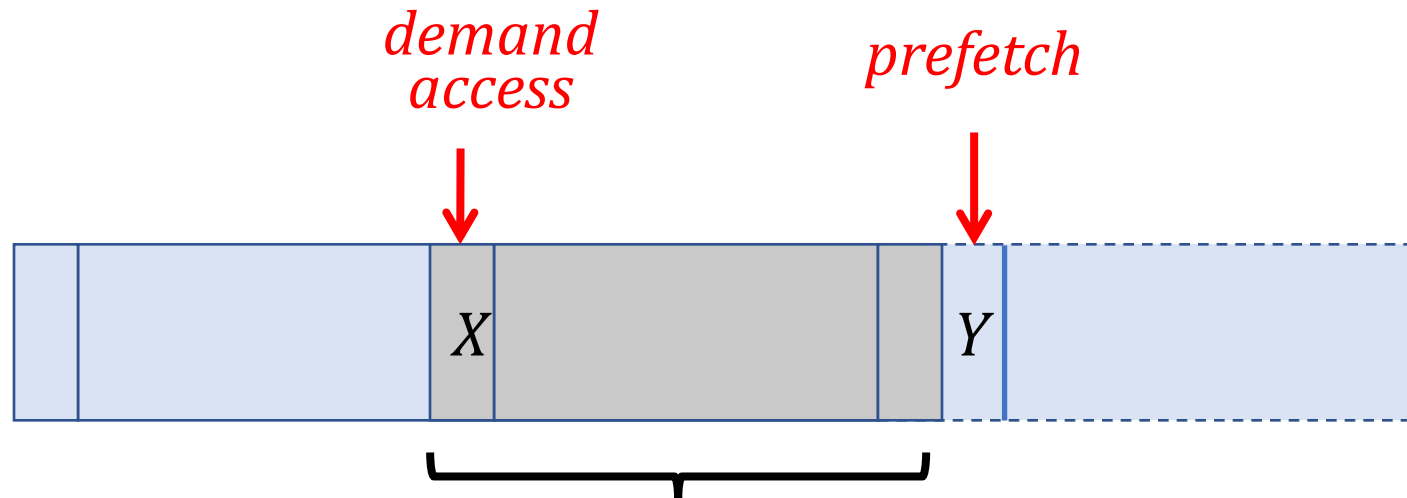 demand
access
prefetch
X
Y